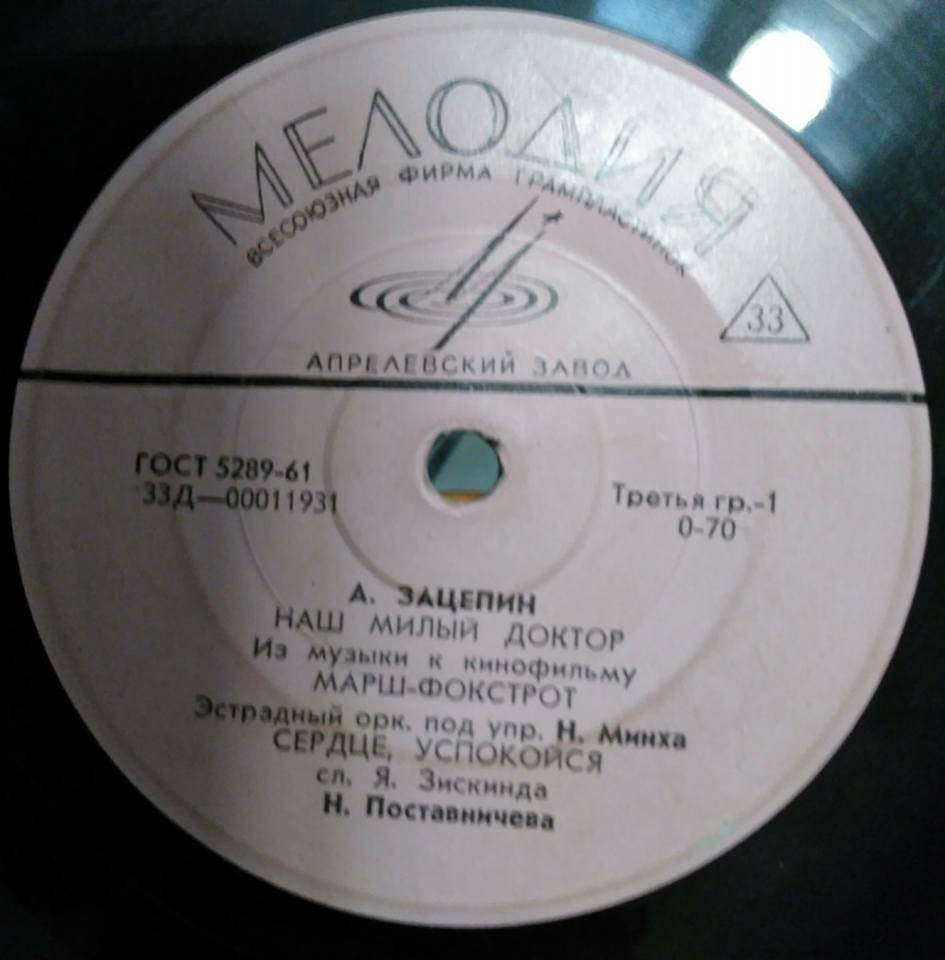 МЕЛОДИЯ
ВСЕСОЮЗНАЯ ФИРМА ГРАМПЛАСТИНОК
33
АПРЕЛЕВСКИЙ ЗАВОД
ГОСТ 5289-61
33Д—00011931
Третья гр.-1
0-70
А. ЗАЦЕПИН
НАШ МИЛЫЙ ДОКТОР
Из музыки к кинофильму
МАРШ-ФОКСТРОТ
Эстрадный орк. под упр. Н. Минха
СЕРДЦЕ, УСПОКОЙСЯ
сл. Я. Зискинда
Н. Поставничева